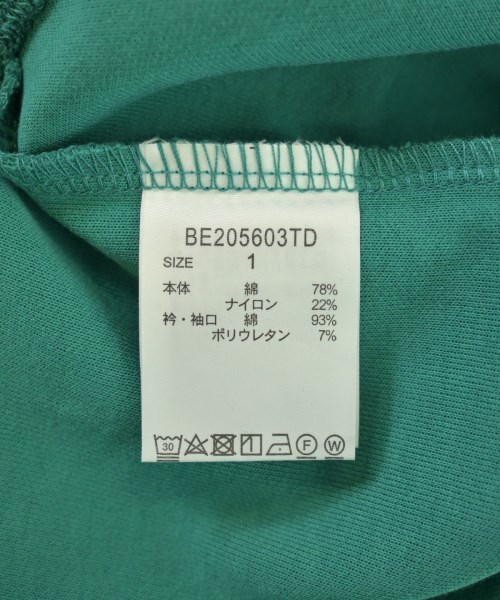 BE205603TD
SIZE 1
本体 綿 78%
ナイロン 22%
衿・袖口 綿 93%
ポリウレタン 7%
30 F W